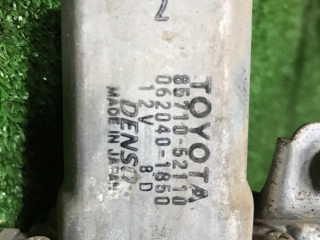 Z
TOYOTA
85710-52110
062040-1850
12V 8D
DENSO
MADE IN JAPAN